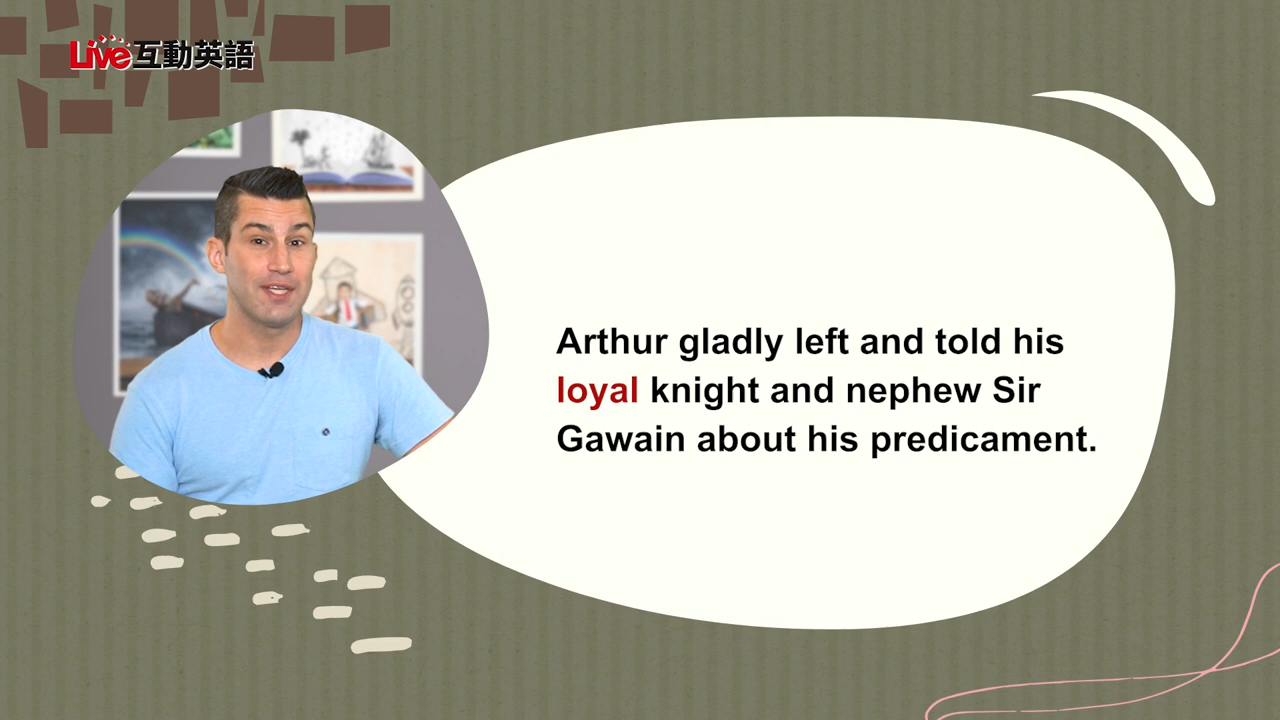 Live互動英語
Arthur gladly left and told his
loyal knight and nephew Sir
Gawain about his predicament.